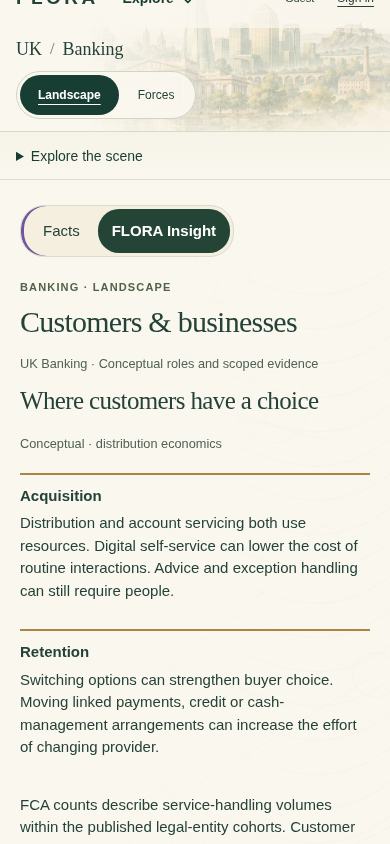 FLORA Explore Guest Sign in
UK / Banking
Landscape Forces
Explore the scene
Facts FLORA Insight
BANKING · LANDSCAPE
Customers & businesses
UK Banking · Conceptual roles and scoped evidence
Where customers have a choice
Conceptual · distribution economics
Acquisition
Distribution and account servicing both use
resources. Digital self-service can lower the cost of
routine interactions. Advice and exception handling
can still require people.
Retention
Switching options can strengthen buyer choice.
Moving linked payments, credit or cash-
management arrangements can increase the effort
of changing provider.
FCA counts describe service-handling volumes
within the published legal-entity cohorts. Customer